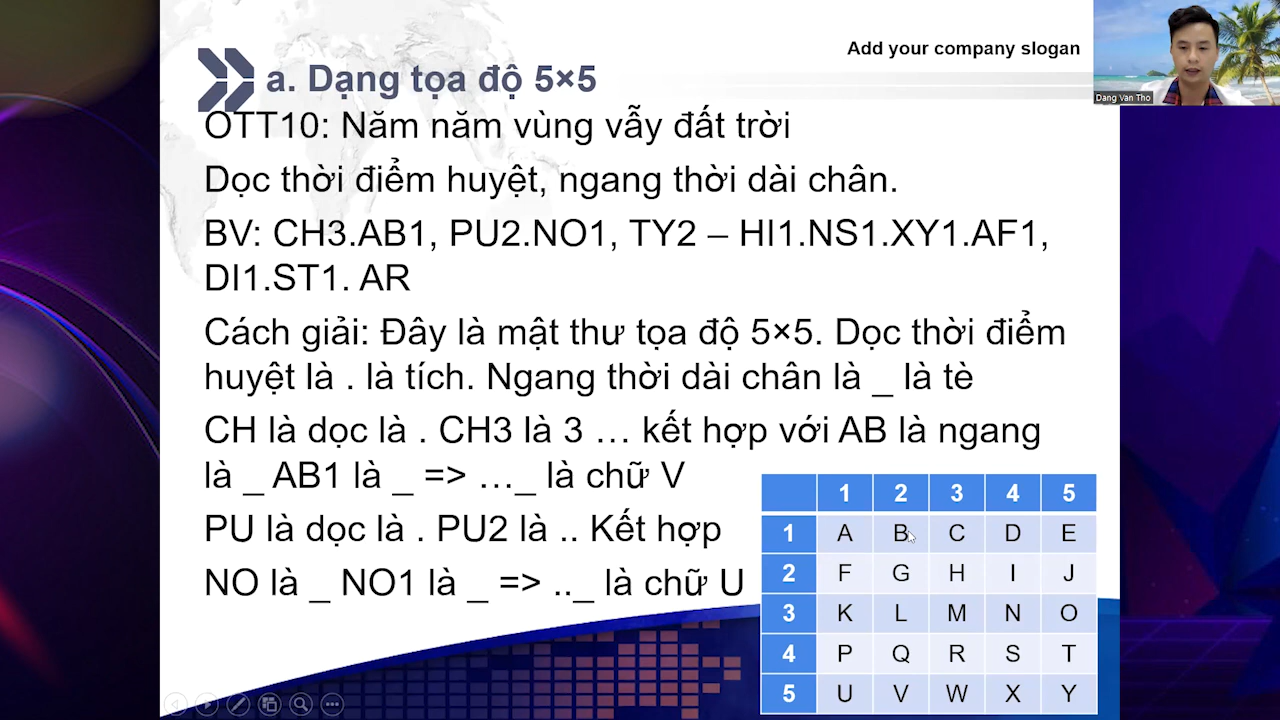 Add your company slogan
Dang Van Tho
a. Dạng tọa độ 5×5
OTT10: Năm năm vùng vẫy đất trời
Dọc thời điểm huyệt, ngang thời dài chân.
BV: CH3.AB1, PU2.NO1, TY2 – HI1.NS1.XY1.AF1,
DI1.ST1. AR
Cách giải: Đây là mật thư tọa độ 5×5. Dọc thời điểm
huyệt là . là tích. Ngang thời dài chân là _ là tè
CH là dọc là . CH3 là 3 … kết hợp với AB là ngang
là _ AB1 là _ => …_ là chữ V
PU là dọc là . PU2 là .. Kết hợp
NO là _ NO1 là _ => .._ là chữ U
1 2 3 4 5
1 A B C D E
2 F G H I J
3 K L M N O
4 P Q R S T
5 U V W X Y